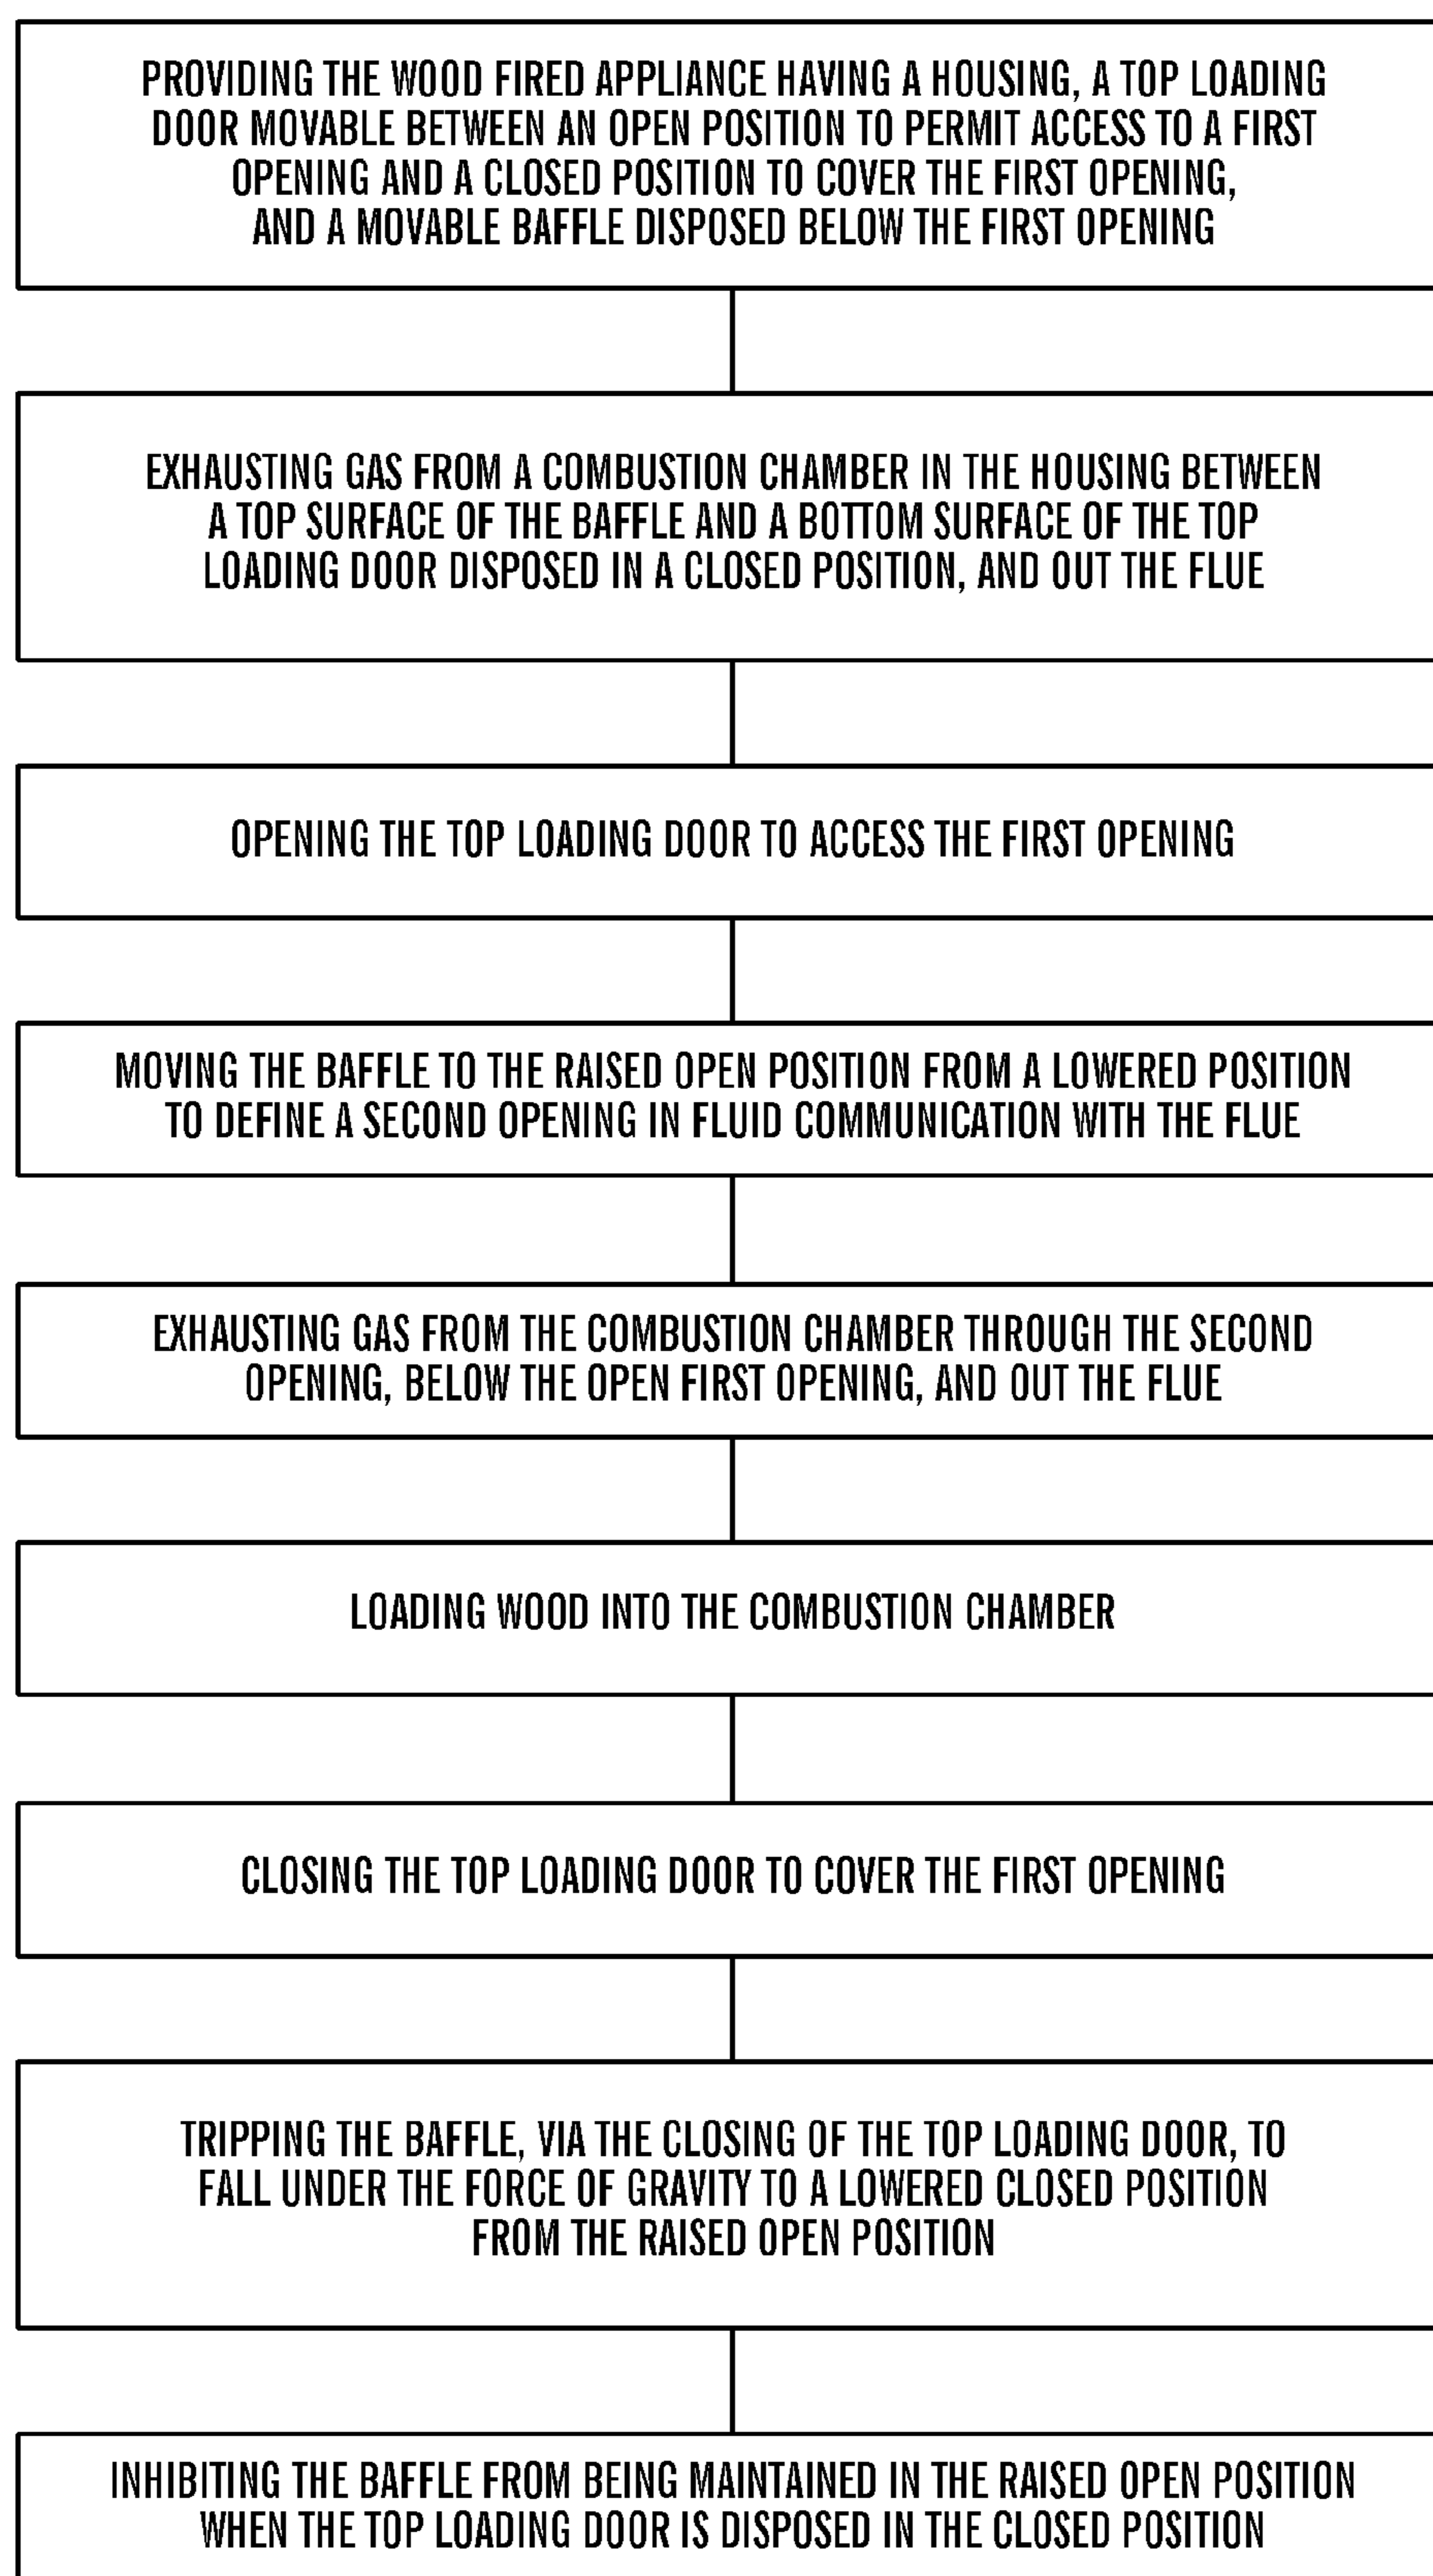 PROVIDING THE WOOD FIRED APPLIANCE HAVING A HOUSING, A TOP LOADING
DOOR MOVABLE BETWEEN AN OPEN POSITION TO PERMIT ACCESS TO A FIRST
OPENING AND A CLOSED POSITION TO COVER THE FIRST OPENING,
AND A MOVABLE BAFFLE DISPOSED BELOW THE FIRST OPENING
EXHAUSTING GAS FROM A COMBUSTION CHAMBER IN THE HOUSING BETWEEN
A TOP SURFACE OF THE BAFFLE AND A BOTTOM SURFACE OF THE TOP
LOADING DOOR DISPOSED IN A CLOSED POSITION, AND OUT THE FLUE
OPENING THE TOP LOADING DOOR TO ACCESS THE FIRST OPENING
MOVING THE BAFFLE TO THE RAISED OPEN POSITION FROM A LOWERED POSITION
TO DEFINE A SECOND OPENING IN FLUID COMMUNICATION WITH THE FLUE
EXHAUSTING GAS FROM THE COMBUSTION CHAMBER THROUGH THE SECOND
OPENING, BELOW THE OPEN FIRST OPENING, AND OUT THE FLUE
LOADING WOOD INTO THE COMBUSTION CHAMBER
CLOSING THE TOP LOADING DOOR TO COVER THE FIRST OPENING
TRIPPING THE BAFFLE, VIA THE CLOSING OF THE TOP LOADING DOOR, TO
FALL UNDER THE FORCE OF GRAVITY TO A LOWERED CLOSED POSITION
FROM THE RAISED OPEN POSITION
INHIBITING THE BAFFLE FROM BEING MAINTAINED IN THE RAISED OPEN POSITION
WHEN THE TOP LOADING DOOR IS DISPOSED IN THE CLOSED POSITION